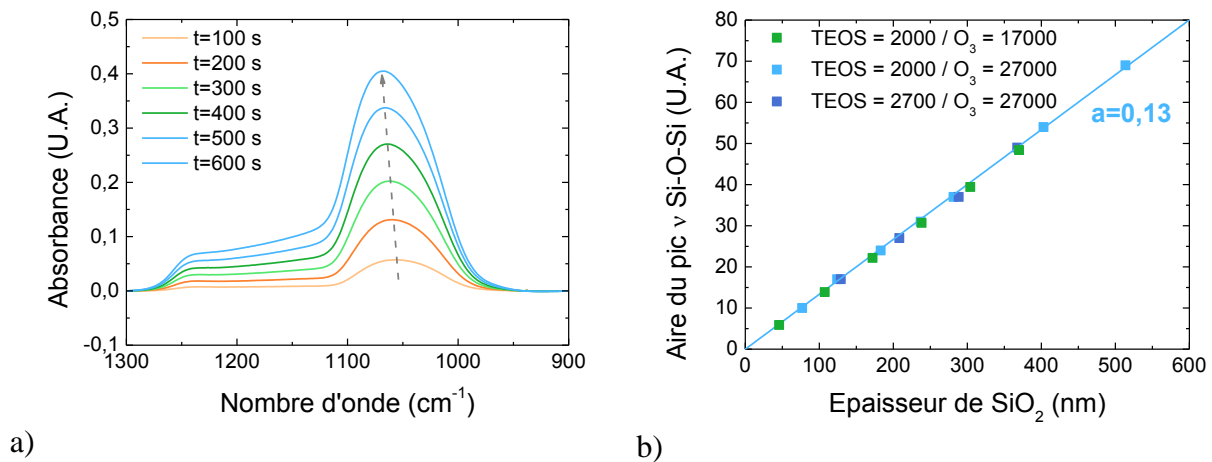 0,5
0,4
0,3
0,2
0,1
0,0
-0,1
Absorbance (U.A.)
t=100 s
t=200 s
t=300 s
t=400 s
t=500 s
t=600 s
1300
1200
1100
1000
900
Nombre d'onde (cm⁻¹)
a)
80
70
60
50
40
30
20
10
0
Aire du pic ν Si-O-Si (U.A.)
TEOS = 2000 / O₃ = 17000
TEOS = 2000 / O₃ = 27000
TEOS = 2700 / O₃ = 27000
a=0,13
0
100
200
300
400
500
600
Epaisseur de SiO₂ (nm)
b)